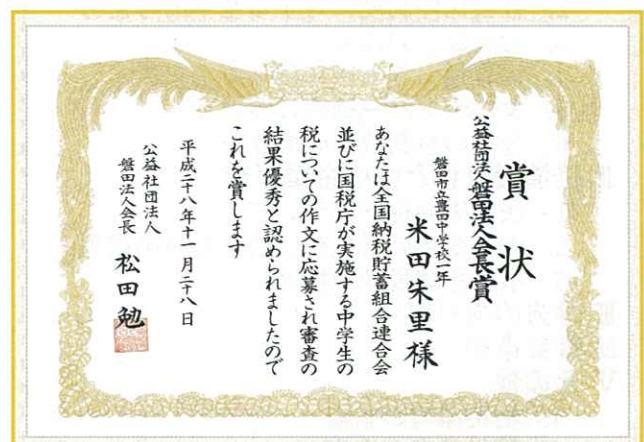 賞状
公益社団法人磐田法人会長賞
磐田市立豊田中学校一年
米田朱里様
あなたは全国納税貯蓄組合連合会
並びに国税庁が実施する中学生の
税についての作文に応募され審査の
結果優秀と認められましたので
これを賞します
平成二十八年十一月二十八日
公益社団法人
磐田法人会長
松田勉